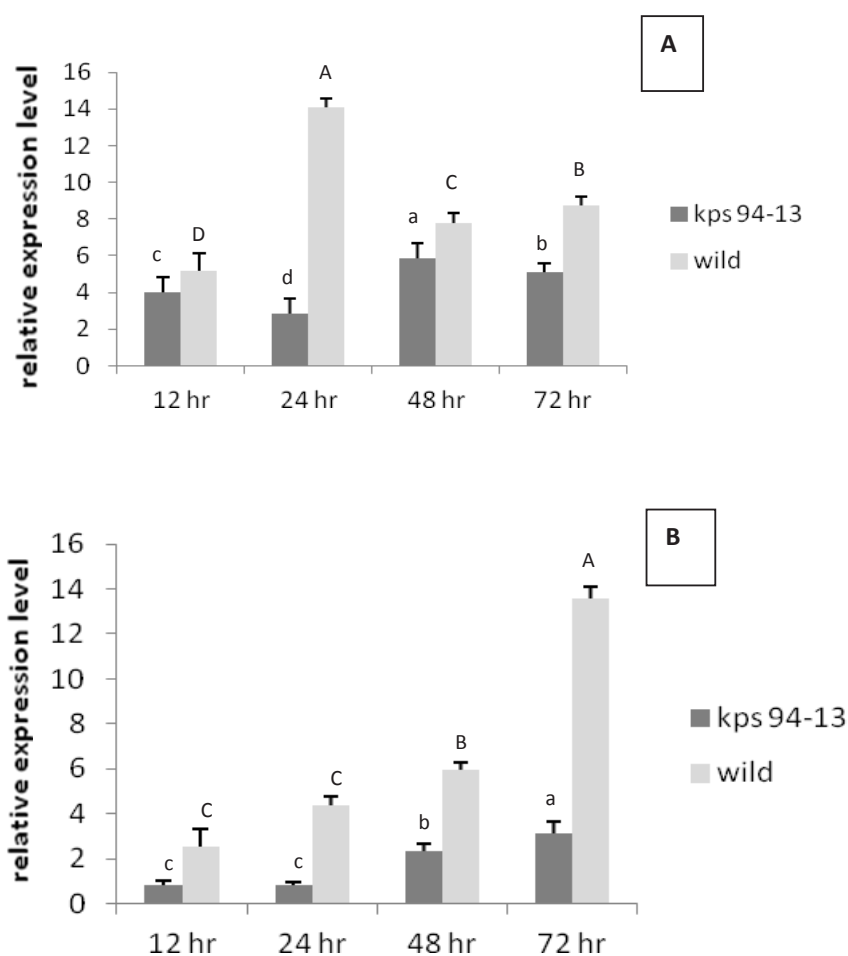 A
relative expression level
16
14
12
10
8
6
4
2
0
c
D
d
A
a
C
b
B
12 hr
24 hr
48 hr
72 hr
kps 94-13
wild
B
relative expression level
16
14
12
10
8
6
4
2
0
c
C
c
C
b
B
a
A
12 hr
24 hr
48 hr
72 hr
kps 94-13
wild